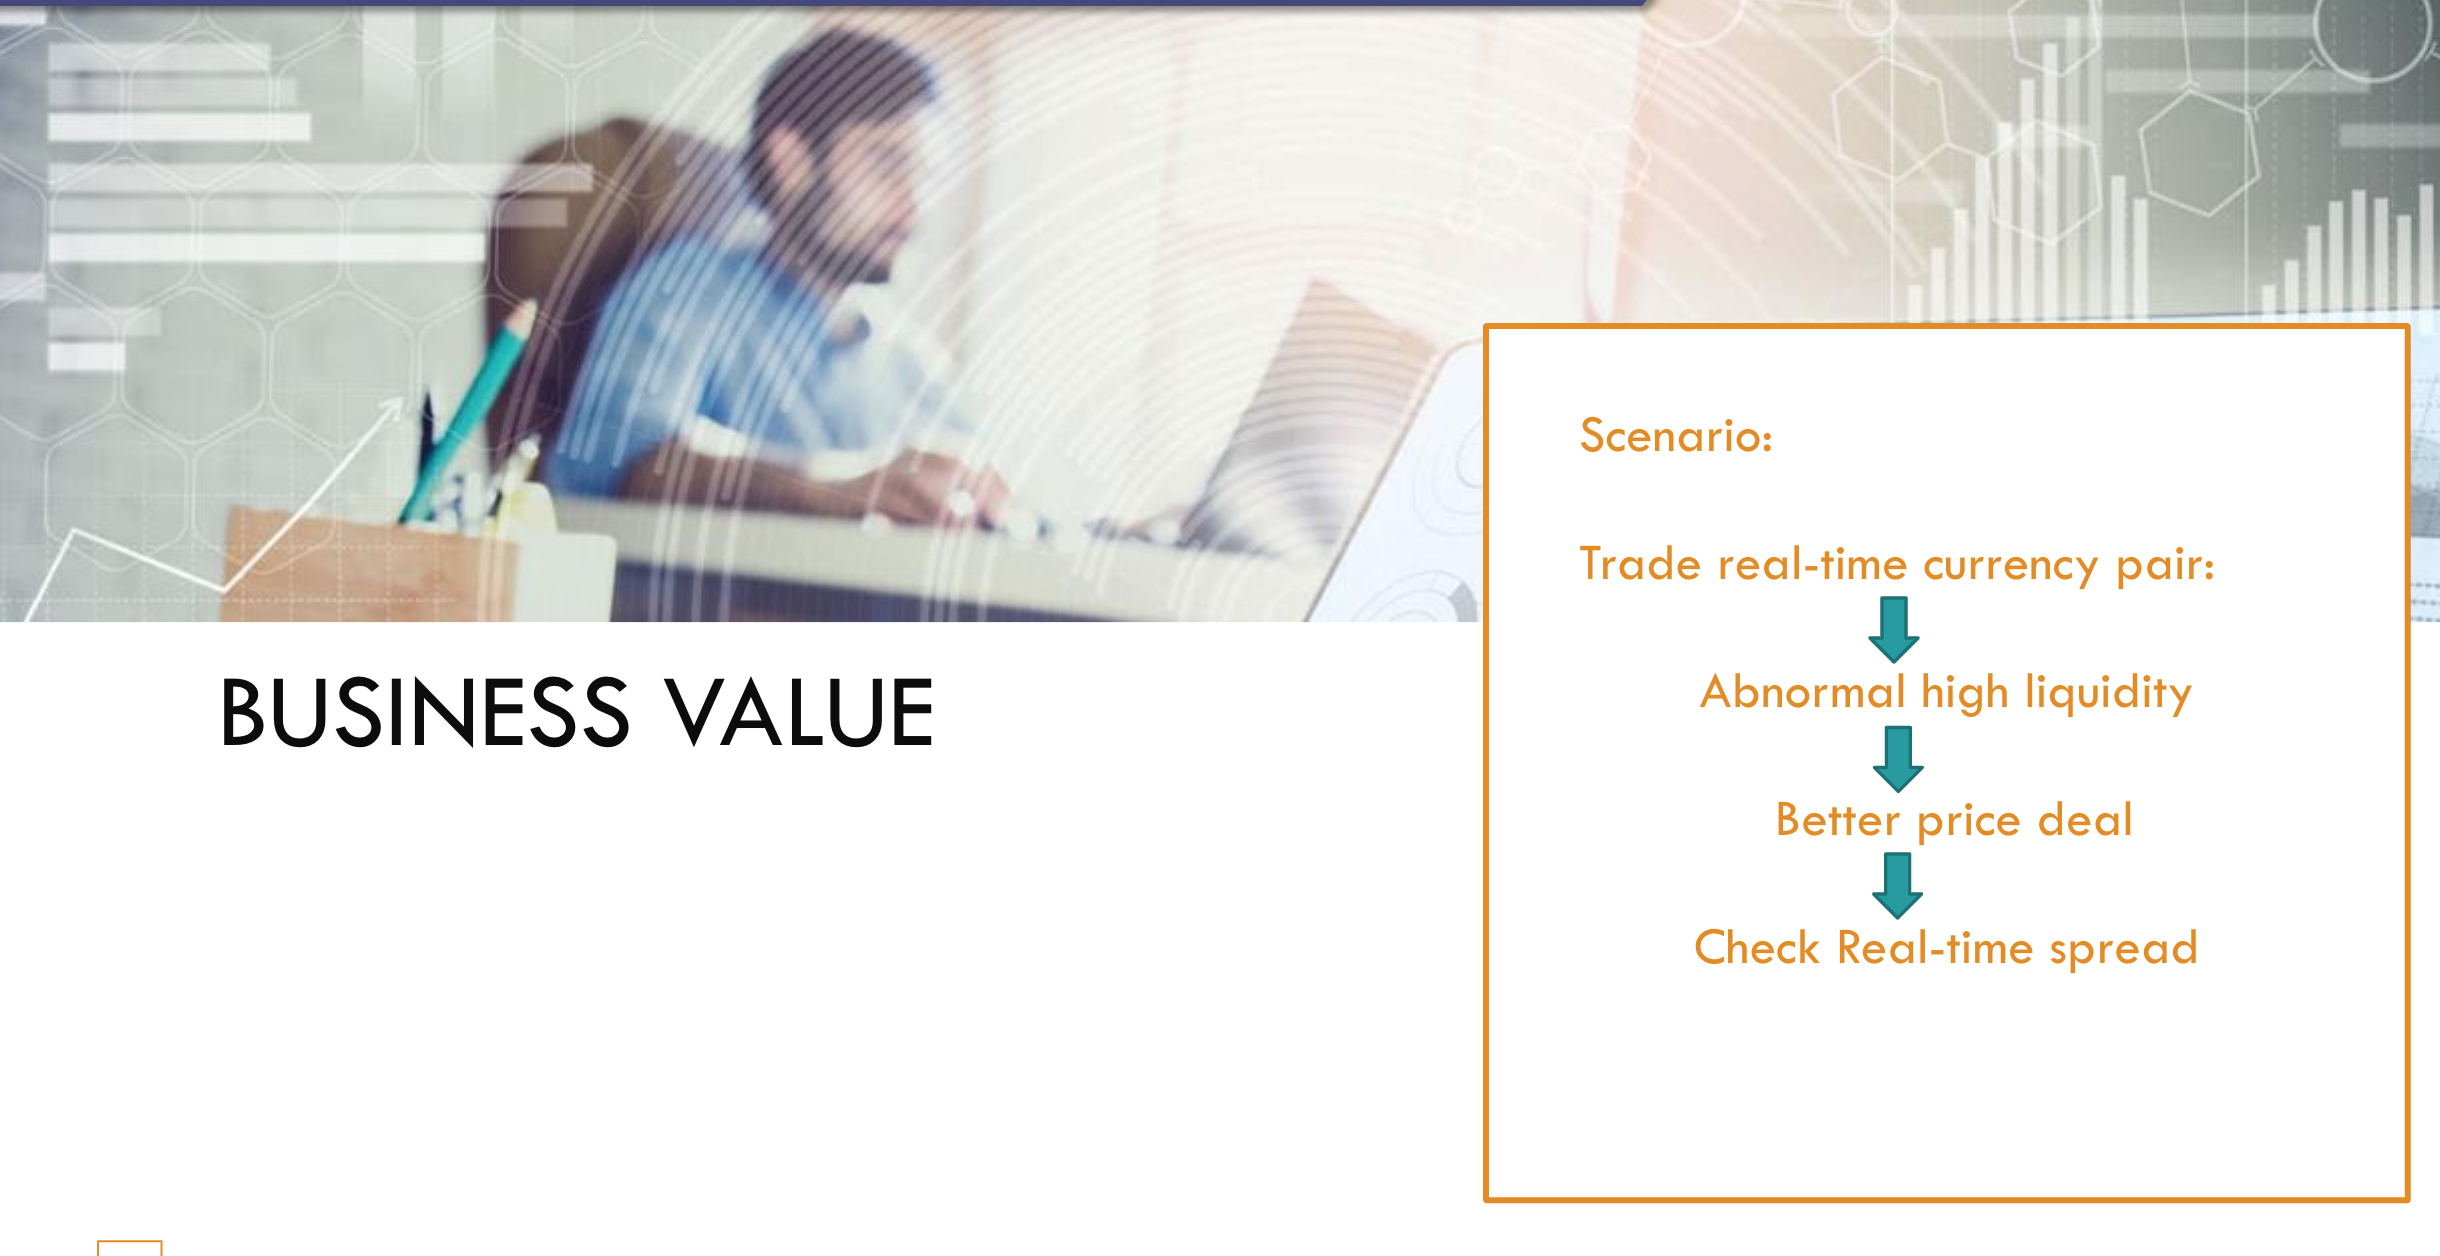 BUSINESS VALUE
Scenario:
Trade real-time currency pair:
Abnormal high liquidity
Better price deal
Check Real-time spread